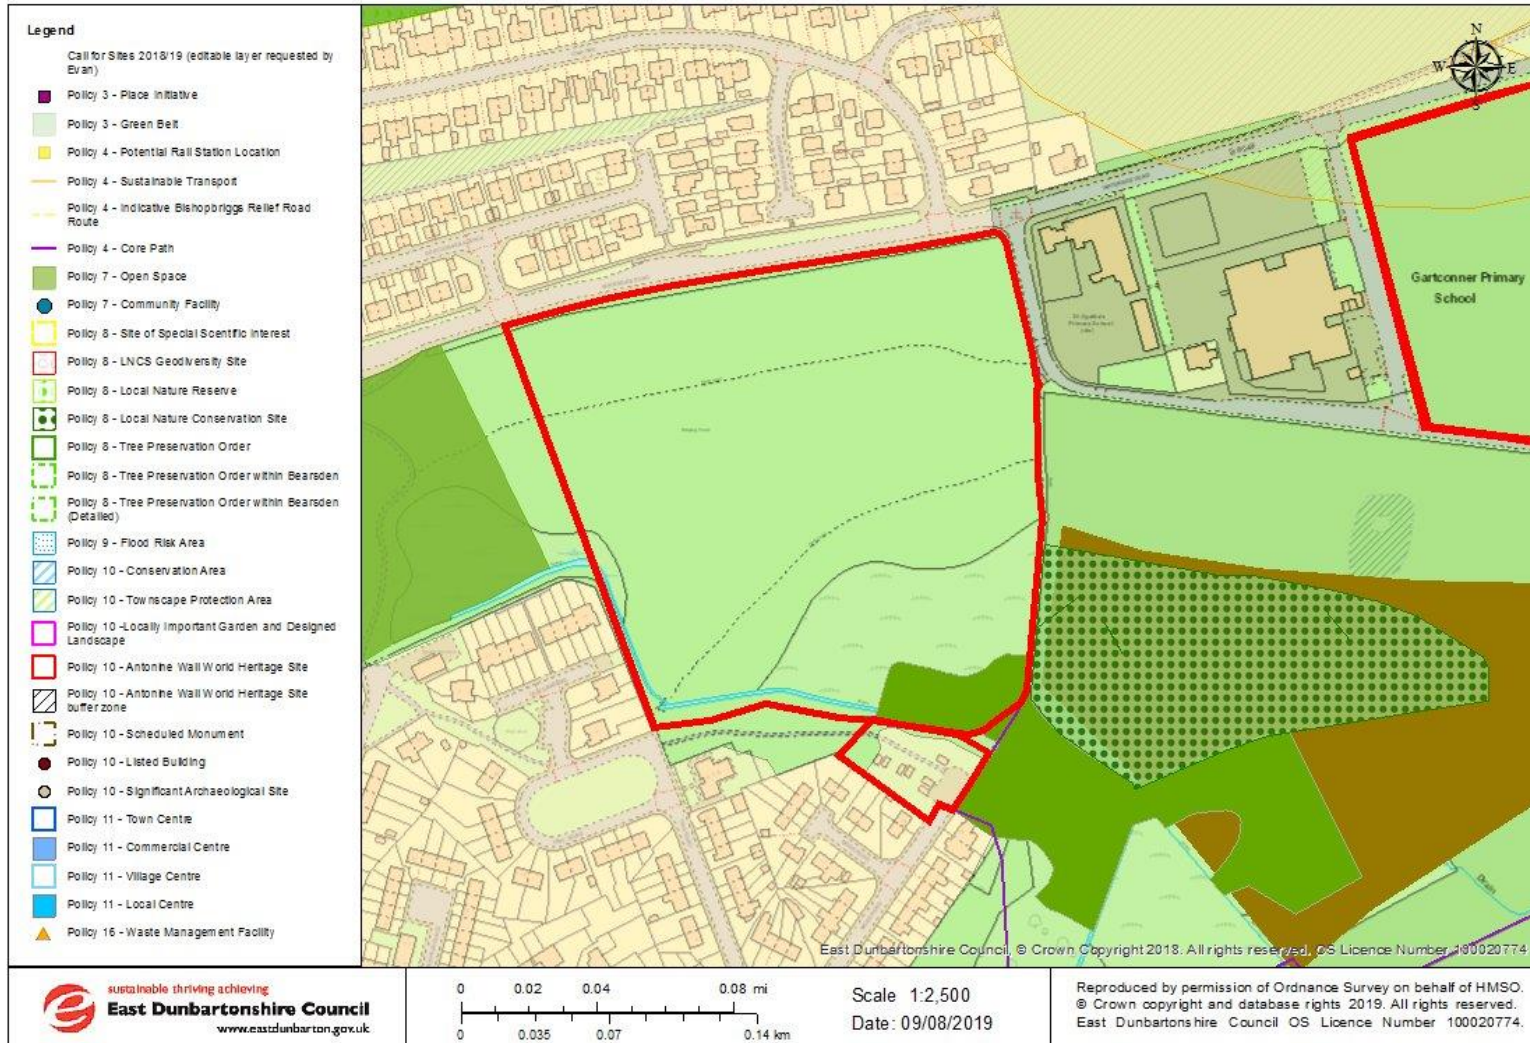 Legend
Call for Sites 2018/19 (editable layer requested by
Evan)
Policy 3 - Place Initiative
Policy 3 - Green Belt
Policy 4 - Potential Rail Station Location
Policy 4 - Sustainable Transport
Policy 4 - Indicative Bishopbriggs Relief Road
Route
Policy 4 - Core Path
Policy 7 - Open Space
Policy 7 - Community Facility
Policy 8 - Site of Special Scientific Interest
Policy 8 - LNCS Geodiversity Site
Policy 8 - Local Nature Reserve
Policy 8 - Local Nature Conservation Site
Policy 8 - Tree Preservation Order
Policy 8 - Tree Preservation Order within Bearsden
Policy 8 - Tree Preservation Order within Bearsden
(Detailed)
Policy 9 - Flood Risk Area
Policy 10 - Conservation Area
Policy 10 - Townscape Protection Area
Policy 10 -Locally Important Garden and Designed
Landscape
Policy 10 - Antonine Wall World Heritage Site
Policy 10 - Antonine Wall World Heritage Site
buffer zone
Policy 10 - Scheduled Monument
Policy 10 - Listed Building
Policy 10 - Significant Archaeological Site
Policy 11 - Town Centre
Policy 11 - Commercial Centre
Policy 11 - Village Centre
Policy 11 - Local Centre
Policy 16 - Waste Management Facility
N
W E
S
Gartconner Primary
School
Primary School
Drain
East Dunbartonshire Council, © Crown Copyright 2018. All rights reserved. OS Licence Number 100020774
sustainable thriving achieving
East Dunbartonshire Council
www.eastdunbarton.gov.uk
0 0.02 0.04 0.08 mi
0 0.035 0.07 0.14 km
Scale 1:2,500
Date: 09/08/2019
Reproduced by permission of Ordnance Survey on behalf of HMSO.
© Crown copyright and database rights 2019. All rights reserved.
East Dunbartonshire Council OS Licence Number 100020774.